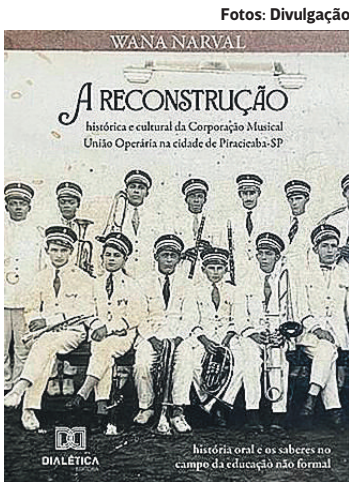 Fotos: Divulgação
WANA NARVAL
A RECONSTRUÇÃO
histórica e cultural da Corporação Musical
União Operária na cidade de Piracicaba-SP
DIALÉTICA
EDITORA
história oral e os saberes no
campo da educação não formal